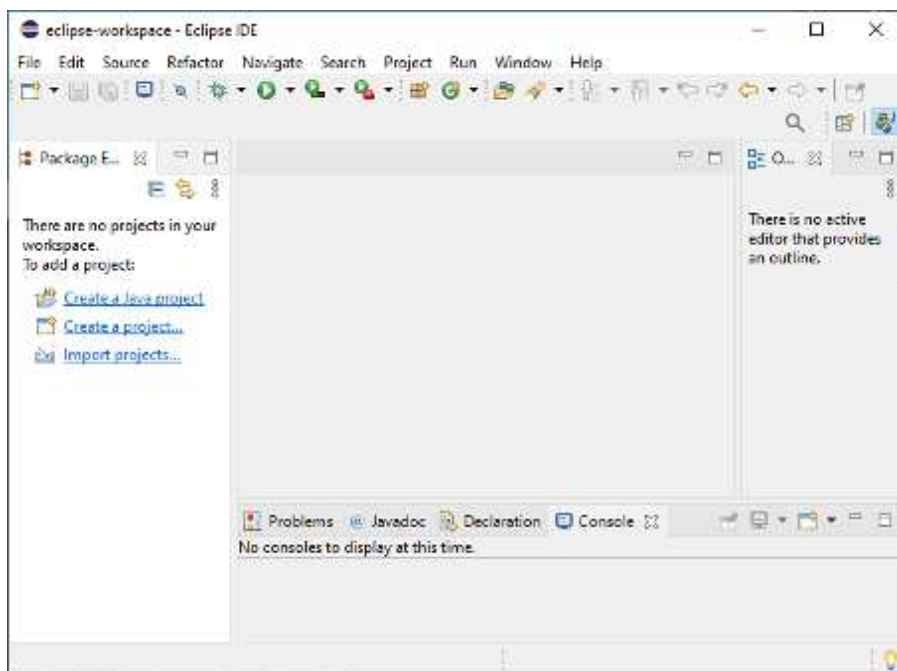 eclipse-workspace - Eclipse IDE
File Edit Source Refactor Navigate Search Project Run Window Help
Package E...
O...
There are no projects in your
workspace.
To add a project:
Create a Java project
Create a project...
Import projects...
There is no active
editor that provides
an outline.
Problems @ Javadoc Declaration Console
No consoles to display at this time.